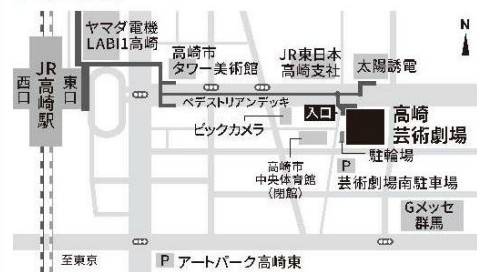 ヤマダ電機
LABI1高崎
N
JR高崎駅
西口
東口
高崎市
タワー美術館
JR東日本
高崎支社
太陽誘電
ペデストリアンデッキ
入口
高崎
芸術劇場
ビックカメラ
駐輪場
高崎市
中央体育館
(閉館)
P
芸術劇場南駐車場
Gメッセ
群馬
至東京
P アートパーク高崎東